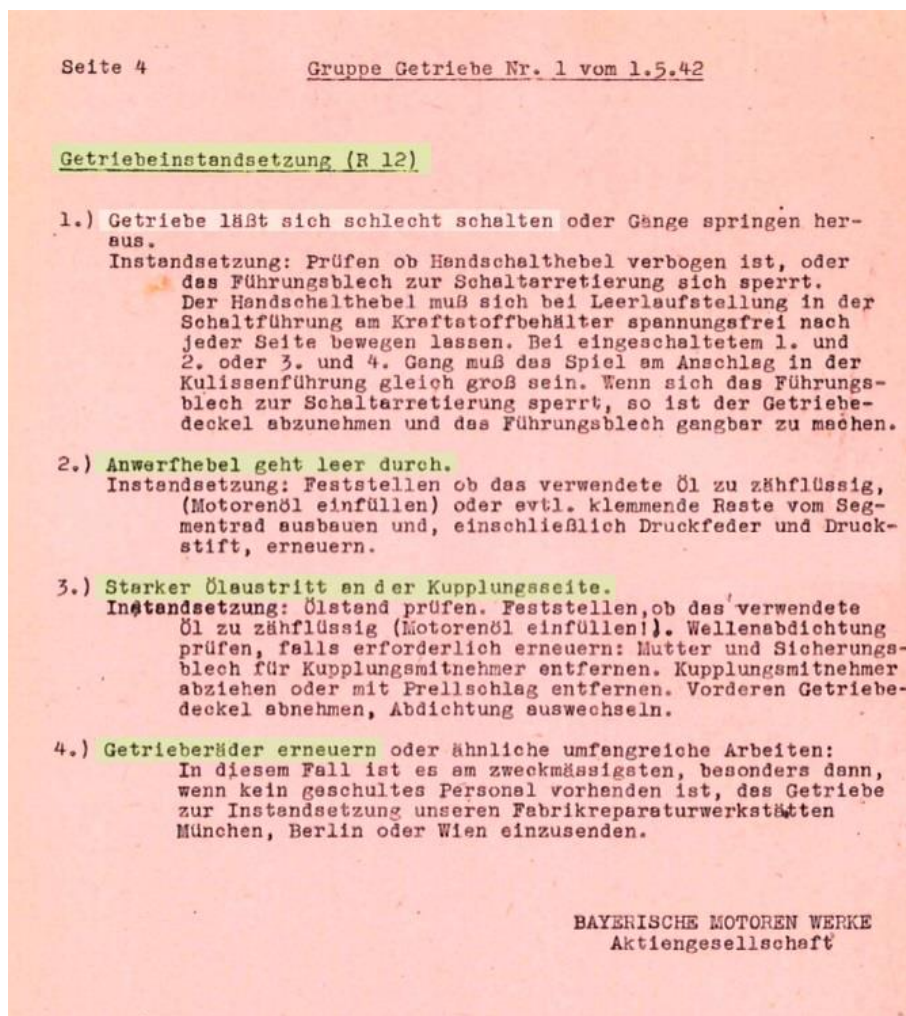 Seite 4 Gruppe Getriebe Nr. 1 vom 1.5.42
Getriebeinstandsetzung (R 12)
1.) Getriebe läßt sich schlecht schalten oder Gänge springen her-
aus.
Instandsetzung: Prüfen ob Handschalthebel verbogen ist, oder
das Führungsblech zur Schaltarretierung sich sperrt.
Der Handschalthebel muß sich bei Leerlaufstellung in der
Schaltführung am Kraftstoffbehälter spannungsfrei nach
jeder Seite bewegen lassen. Bei eingeschaltetem 1. und
2. oder 3. und 4. Gang muß das Spiel am Anschlag in der
Kulissenführung gleich groß sein. Wenn sich das Führungs-
blech zur Schaltarretierung sperrt, so ist der Getriebe-
deckel abzunehmen und das Führungsblech gangbar zu machen.
2.) Anwerfhebel geht leer durch.
Instandsetzung: Feststellen ob das verwendete Öl zu zähflüssig,
(Motorenöl einfüllen) oder evtl. klemmende Raste vom Seg-
mentrad ausbauen und, einschließlich Druckfeder und Druck-
stift, erneuern.
3.) Starker Ölaustritt an der Kupplungsseite.
Instandsetzung: Ölstand prüfen. Feststellen,ob das verwendete
Öl zu zähflüssig (Motorenöl einfüllen!). Wellenabdichtung
prüfen, falls erforderlich erneuern: Mutter und Sicherungs-
blech für Kupplungsmitnehmer entfernen. Kupplungsmitnehmer
abziehen oder mit Prellschlag entfernen. Vorderen Getriebe-
deckel abnehmen, Abdichtung auswechseln.
4.) Getrieberäder erneuern oder ähnliche umfangreiche Arbeiten:
In diesem Fall ist es am zweckmässigsten, besonders dann,
wenn kein geschultes Personal vorhanden ist, das Getriebe
zur Instandsetzung unseren Fabrikreparaturwerkstätten
München, Berlin oder Wien einzusenden.
BAYERISCHE MOTOREN WERKE
Aktiengesellschaft